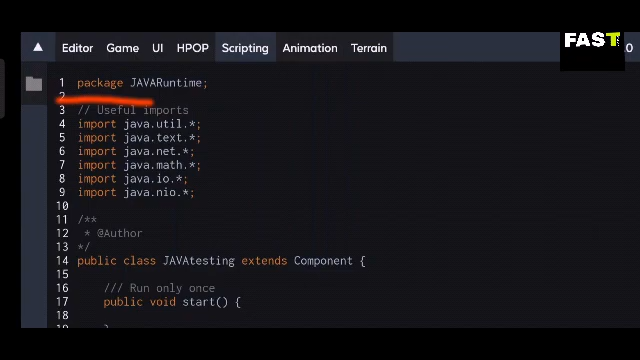 FAST
▲ Editor Game UI HPOP Scripting Animation Terrain .0
1 package JAVARuntime;
2
3 // Useful imports
4 import java.util.*;
5 import java.text.*;
6 import java.net.*;
7 import java.math.*;
8 import java.io.*;
9 import java.nio.*;
10
11 /**
12 * @Author
13 */
14 public class JAVAtesting extends Component {
15
16 /// Run only once
17 public void start() {
18
19 }